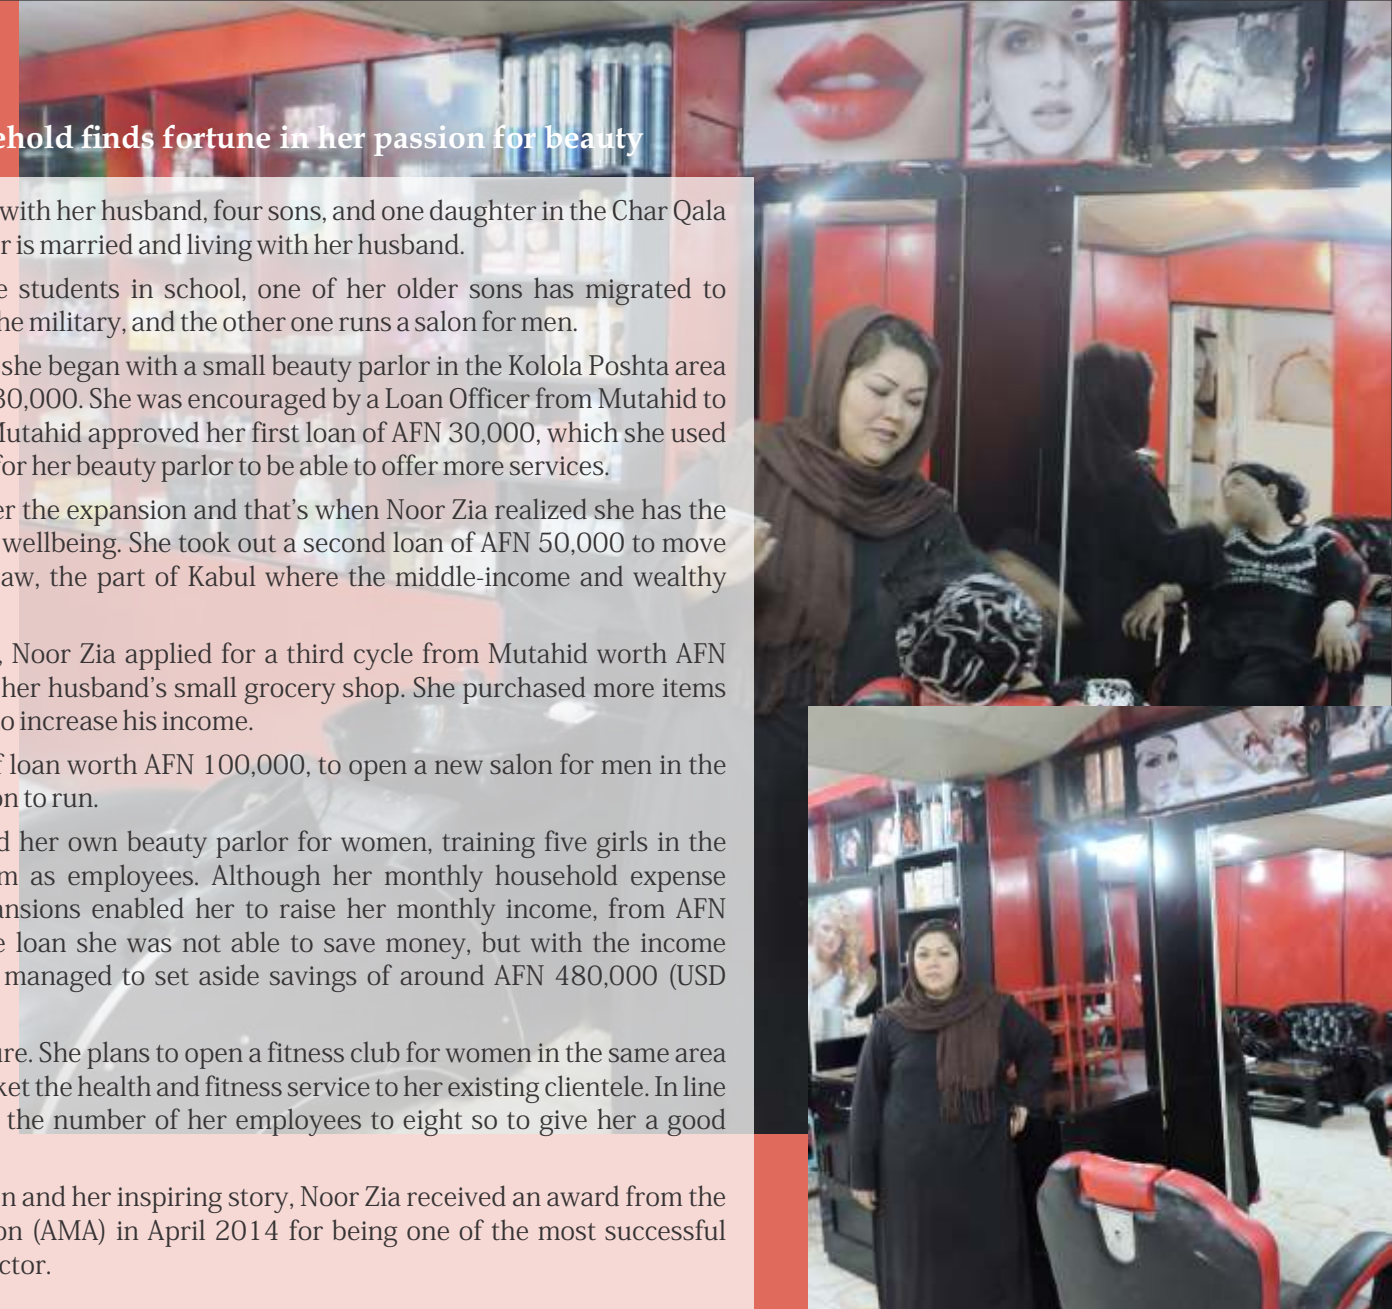 ehold finds fortune in her passion for beauty
with her husband, four sons, and one daughter in the Char Qala
r is married and living with her husband.
e students in school, one of her older sons has migrated to
he military, and the other one runs a salon for men.
she began with a small beauty parlor in the Kolola Poshta area
30,000. She was encouraged by a Loan Officer from Mutahid to
Mutahid approved her first loan of AFN 30,000, which she used
for her beauty parlor to be able to offer more services.
er the expansion and that's when Noor Zia realized she has the
wellbeing. She took out a second loan of AFN 50,000 to move
aw, the part of Kabul where the middle-income and wealthy
, Noor Zia applied for a third cycle from Mutahid worth AFN
her husband's small grocery shop. She purchased more items
o increase his income.
f loan worth AFN 100,000, to open a new salon for men in the
on to run.
d her own beauty parlor for women, training five girls in the
m as employees. Although her monthly household expense
ansions enabled her to raise her monthly income, from AFN
e loan she was not able to save money, but with the income
managed to set aside savings of around AFN 480,000 (USD
ure. She plans to open a fitness club for women in the same area
ket the health and fitness service to her existing clientele. In line
the number of her employees to eight so to give her a good
n and her inspiring story, Noor Zia received an award from the
on (AMA) in April 2014 for being one of the most successful
ctor.